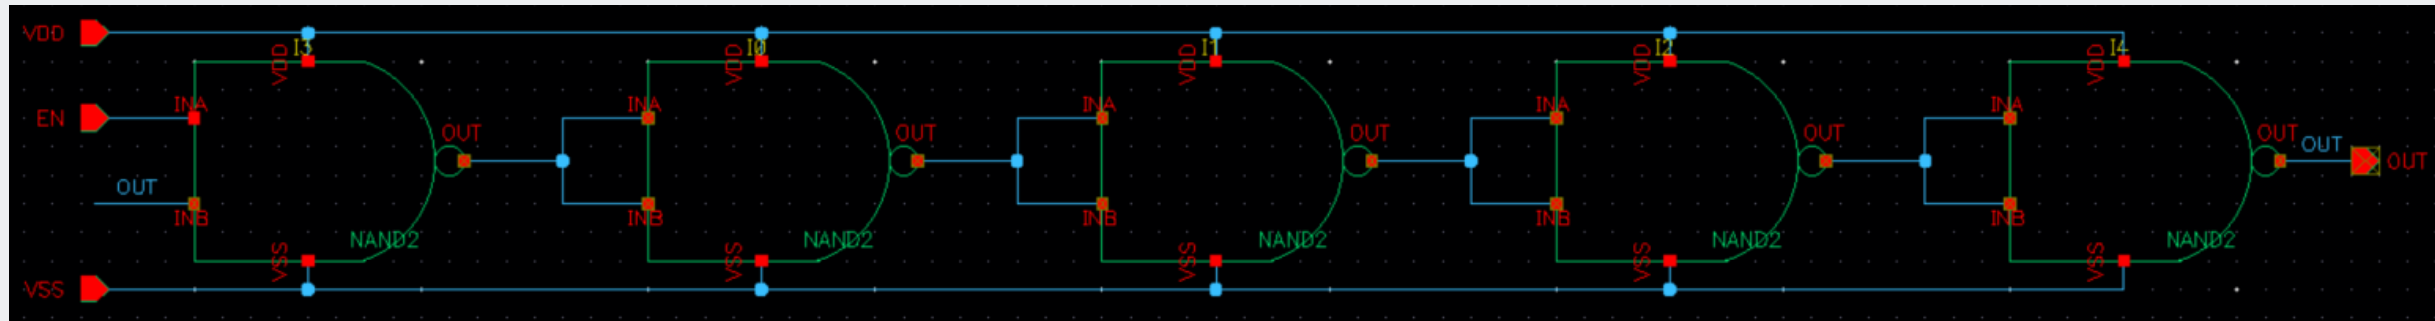 VDD
I3 I0 I1 I2 I4
VDD VDD VDD VDD VDD
INA INA INA INA INA
EN
OUT OUT OUT OUT OUT OUT OUT
OUT
INB INB INB INB INB
NAND2 NAND2 NAND2 NAND2 NAND2
VSS VSS VSS VSS VSS
VSS